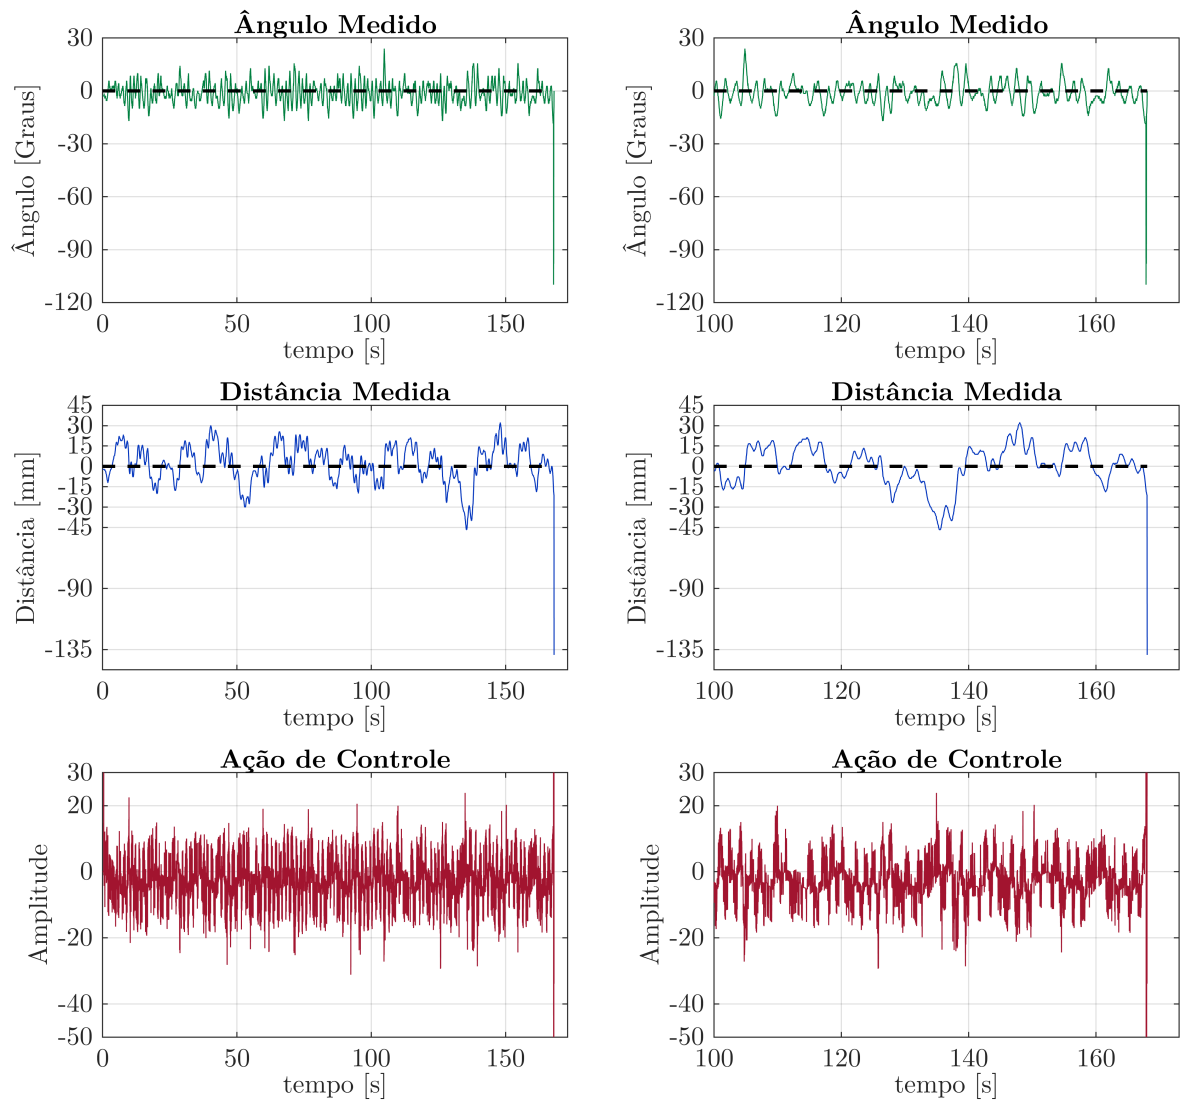 Ângulo Medido
Ângulo [Graus]
30
0
-30
-60
-90
-120
0 50 100 150
tempo [s]
Ângulo Medido
Ângulo [Graus]
30
0
-30
-60
-90
-120
100 120 140 160
tempo [s]
Distância Medida
Distância [mm]
45
30
15
0
-15
-30
-45
-90
-135
0 50 100 150
tempo [s]
Distância Medida
Distância [mm]
45
30
15
0
-15
-30
-45
-90
-135
100 120 140 160
tempo [s]
Ação de Controle
Amplitude
30
20
0
-20
-40
-50
0 50 100 150
tempo [s]
Ação de Controle
Amplitude
30
20
0
-20
-40
-50
100 120 140 160
tempo [s]